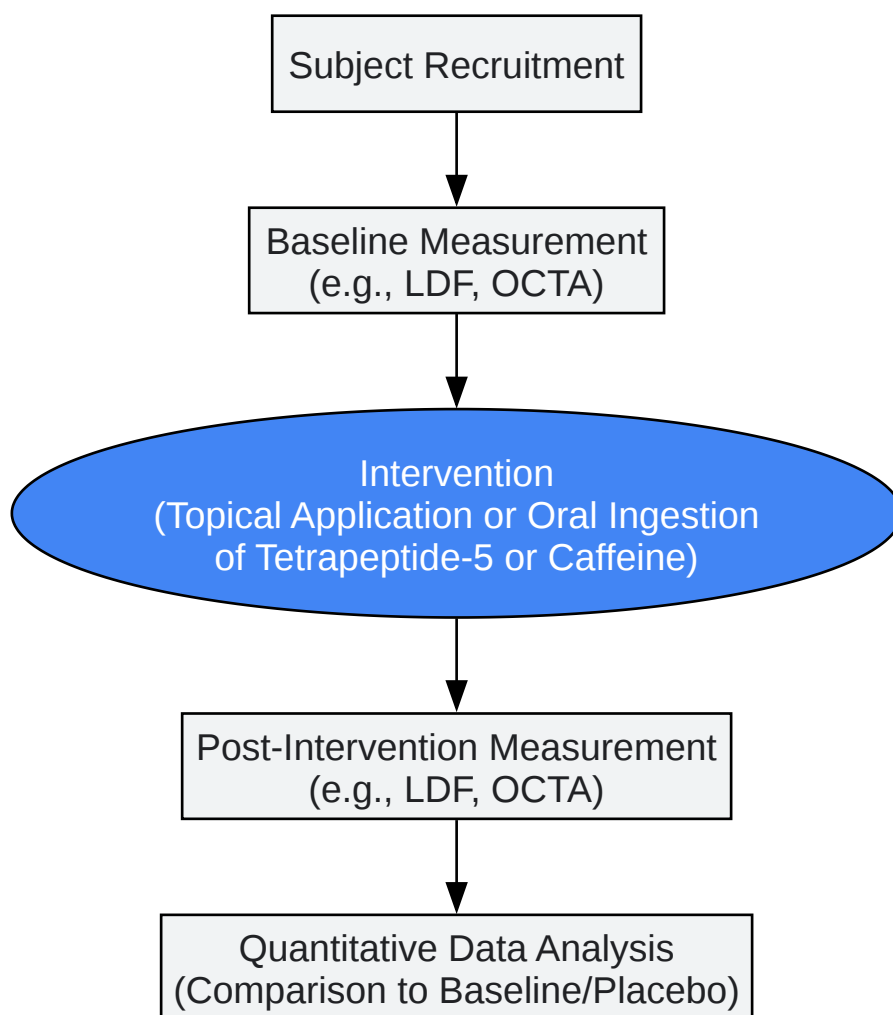 Subject Recruitment
Baseline Measurement
(e.g., LDF, OCTA)
Intervention
(Topical Application or Oral Ingestion
of Tetrapeptide-5 or Caffeine)
Post-Intervention Measurement
(e.g., LDF, OCTA)
Quantitative Data Analysis
(Comparison to Baseline/Placebo)